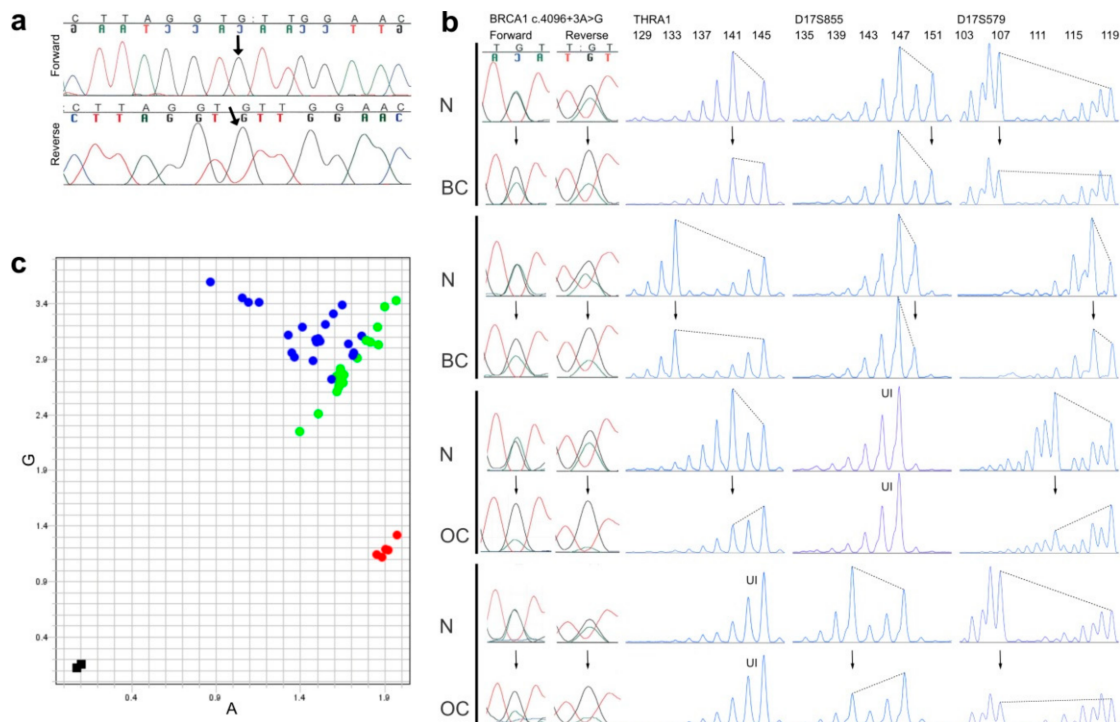 a
C T T A G G T G : T A A G G A A C
Forward
: C T T A G G T G T T G G A A C
C T T A G G T G T T G G A A C
Reverse
b
BRCA1 c.4096+3A>G
THRA1
D17S855
D17S579
Forward
Reverse
129 133 137 141 145
135 139 143 147 151
103 107 111 115 119
T G T
A C A
T : G T
T G T
N
BC
N
BC
N
UI
OC
UI
N
UI
OC
UI
c
G
3.4
2.9
2.4
1.9
1.4
0.9
0.4
0.4 0.9 1.4 1.9
A